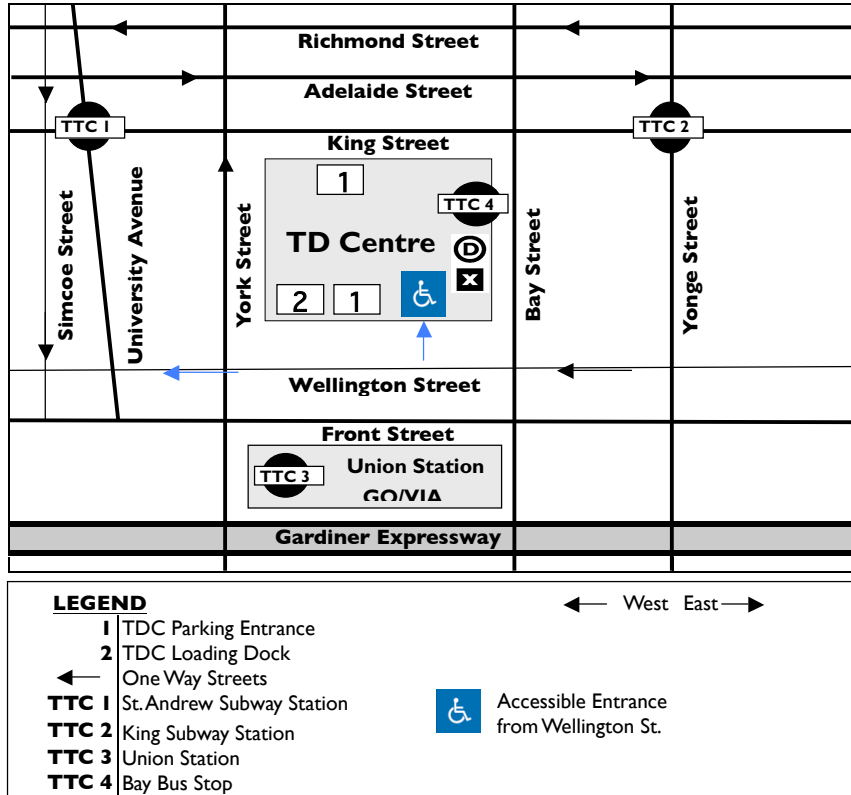 Richmond Street
Adelaide Street
TTC 1
TTC 2
King Street
1
TTC 4
TD Centre
D
X
2
1
Simcoe Street
University Avenue
York Street
Bay Street
Yonge Street
Wellington Street
Front Street
TTC 3
Union Station
GO/VIA
Gardiner Expressway
LEGEND
West East
1 TDC Parking Entrance
2 TDC Loading Dock
One Way Streets
TTC 1 St. Andrew Subway Station
TTC 2 King Subway Station
TTC 3 Union Station
TTC 4 Bay Bus Stop
Accessible Entrance
from Wellington St.